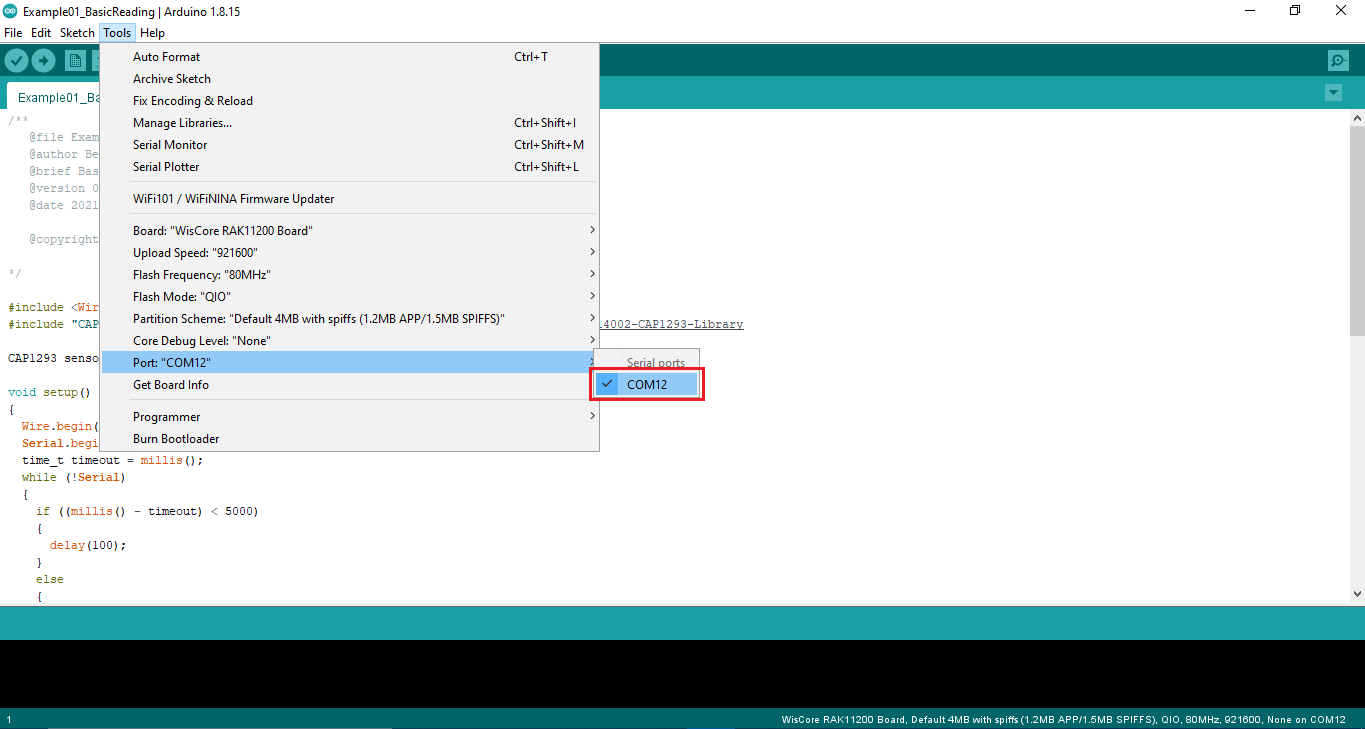 Example01_BasicReading | Arduino 1.8.15
File Edit Sketch Tools Help
Auto Format Ctrl+T
Archive Sketch
Fix Encoding & Reload
Manage Libraries... Ctrl+Shift+I
Serial Monitor Ctrl+Shift+M
Serial Plotter Ctrl+Shift+L
WiFi101 / WiFiNINA Firmware Updater
Board: "WisCore RAK11200 Board"
Upload Speed: "921600"
Flash Frequency: "80MHz"
Flash Mode: "QIO"
Partition Scheme: "Default 4MB with spiffs (1.2MB APP/1.5MB SPIFFS)"
Core Debug Level: "None"
Port: "COM12"
Get Board Info
Programmer
Burn Bootloader
Serial ports
COM12
Example01_Ba
/**
@file Exam
@author Be
@brief Bas
@version 0
@date 2021
@copyright
*/
#include <Wir
#include "CAP 14002-CAP1293-Library
CAP1293 senso
void setup()
{
Wire.begin(
Serial.begi
time_t timeout = millis();
while (!Serial)
{
if ((millis() - timeout) < 5000)
{
delay(100);
}
else
{
1 WisCore RAK11200 Board, Default 4MB with spiffs (1.2MB APP/1.5MB SPIFFS), QIO, 80MHz, 921600, None on COM12